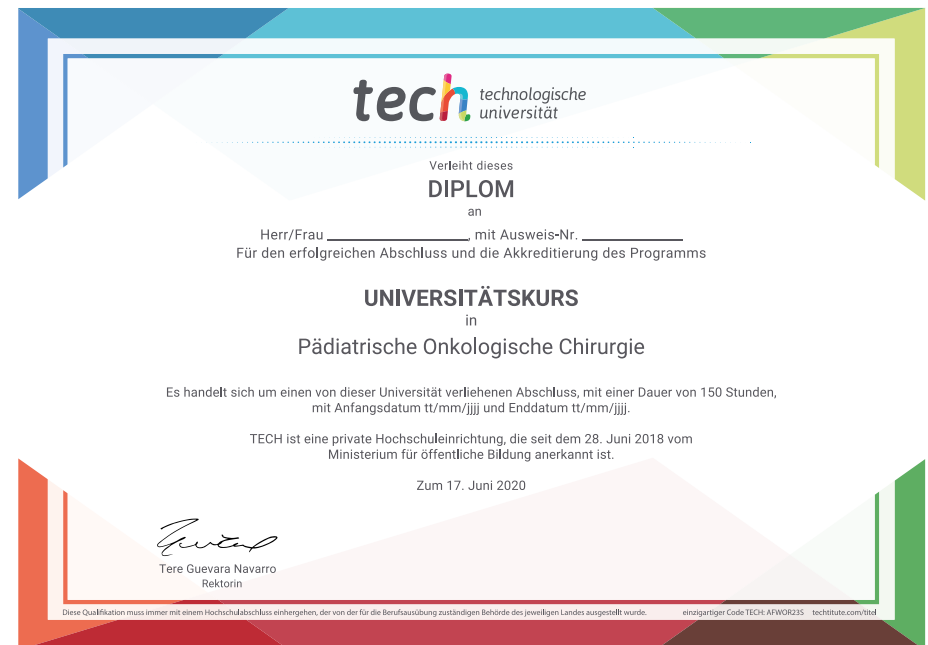 tech technologische
universität
Verleiht dieses
DIPLOM
an
Herr/Frau ____________________, mit Ausweis-Nr. ______________
Für den erfolgreichen Abschluss und die Akkreditierung des Programms
UNIVERSITÄTSKURS
in
Pädiatrische Onkologische Chirurgie
Es handelt sich um einen von dieser Universität verliehenen Abschluss, mit einer Dauer von 150 Stunden,
mit Anfangsdatum tt/mm/jjjj und Enddatum tt/mm/jjjj.
TECH ist eine private Hochschuleinrichtung, die seit dem 28. Juni 2018 vom
Ministerium für öffentliche Bildung anerkannt ist.
Zum 17. Juni 2020
Tere Guevara Navarro
Rektorin
Diese Qualifikation muss immer mit einem Hochschulabschluss einhergehen, der von der für die Berufsausübung zuständigen Behörde des jeweiligen Landes ausgestellt wurde. einzigartiger Code TECH: AFWOR23S techtitute.com/titel